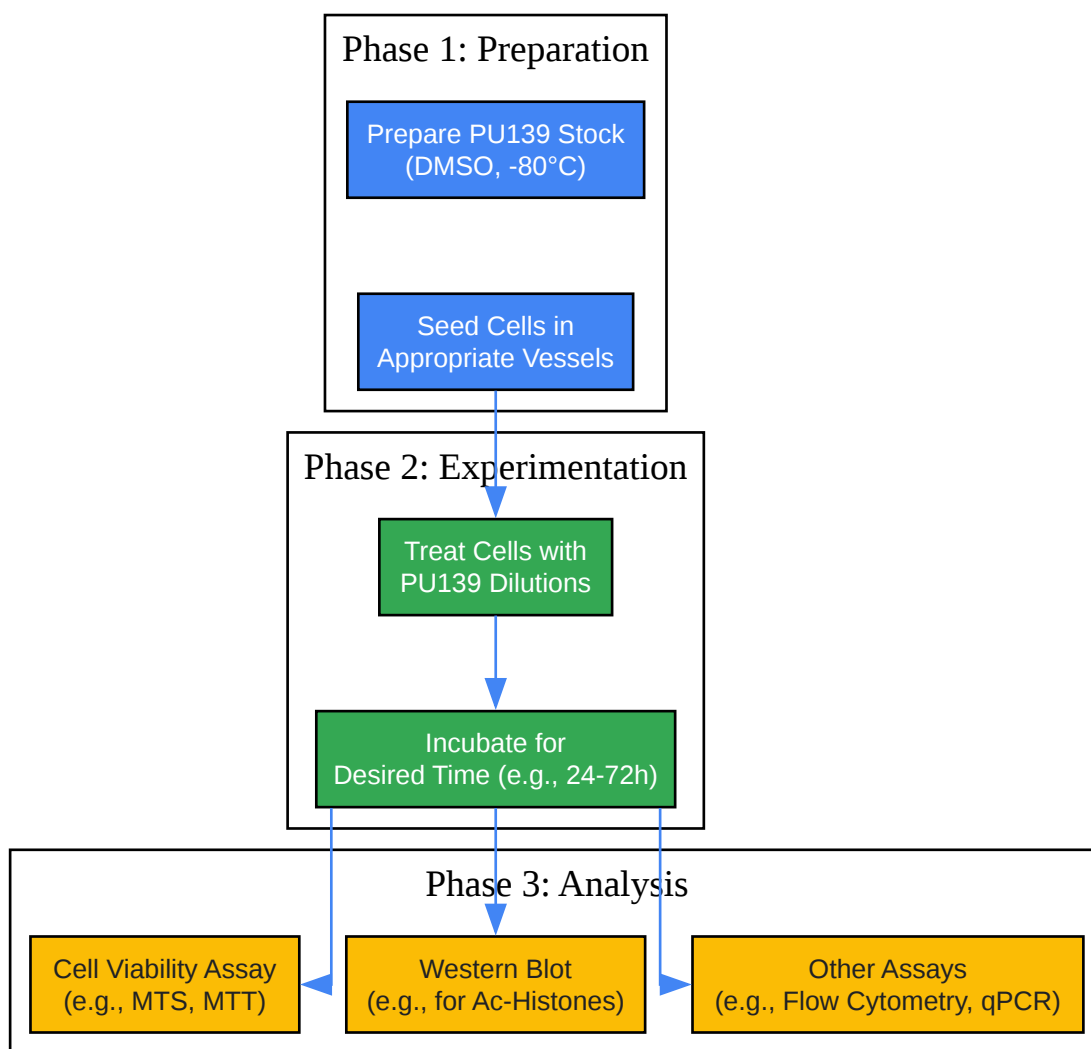 Phase 1: Preparation
Prepare PU139 Stock
(DMSO, -80°C)
Seed Cells in
Appropriate Vessels
Phase 2: Experimentation
Treat Cells with
PU139 Dilutions
Incubate for
Desired Time (e.g., 24-72h)
Phase 3: Analysis
Cell Viability Assay
(e.g., MTS, MTT)
Western Blot
(e.g., for Ac-Histones)
Other Assays
(e.g., Flow Cytometry, qPCR)